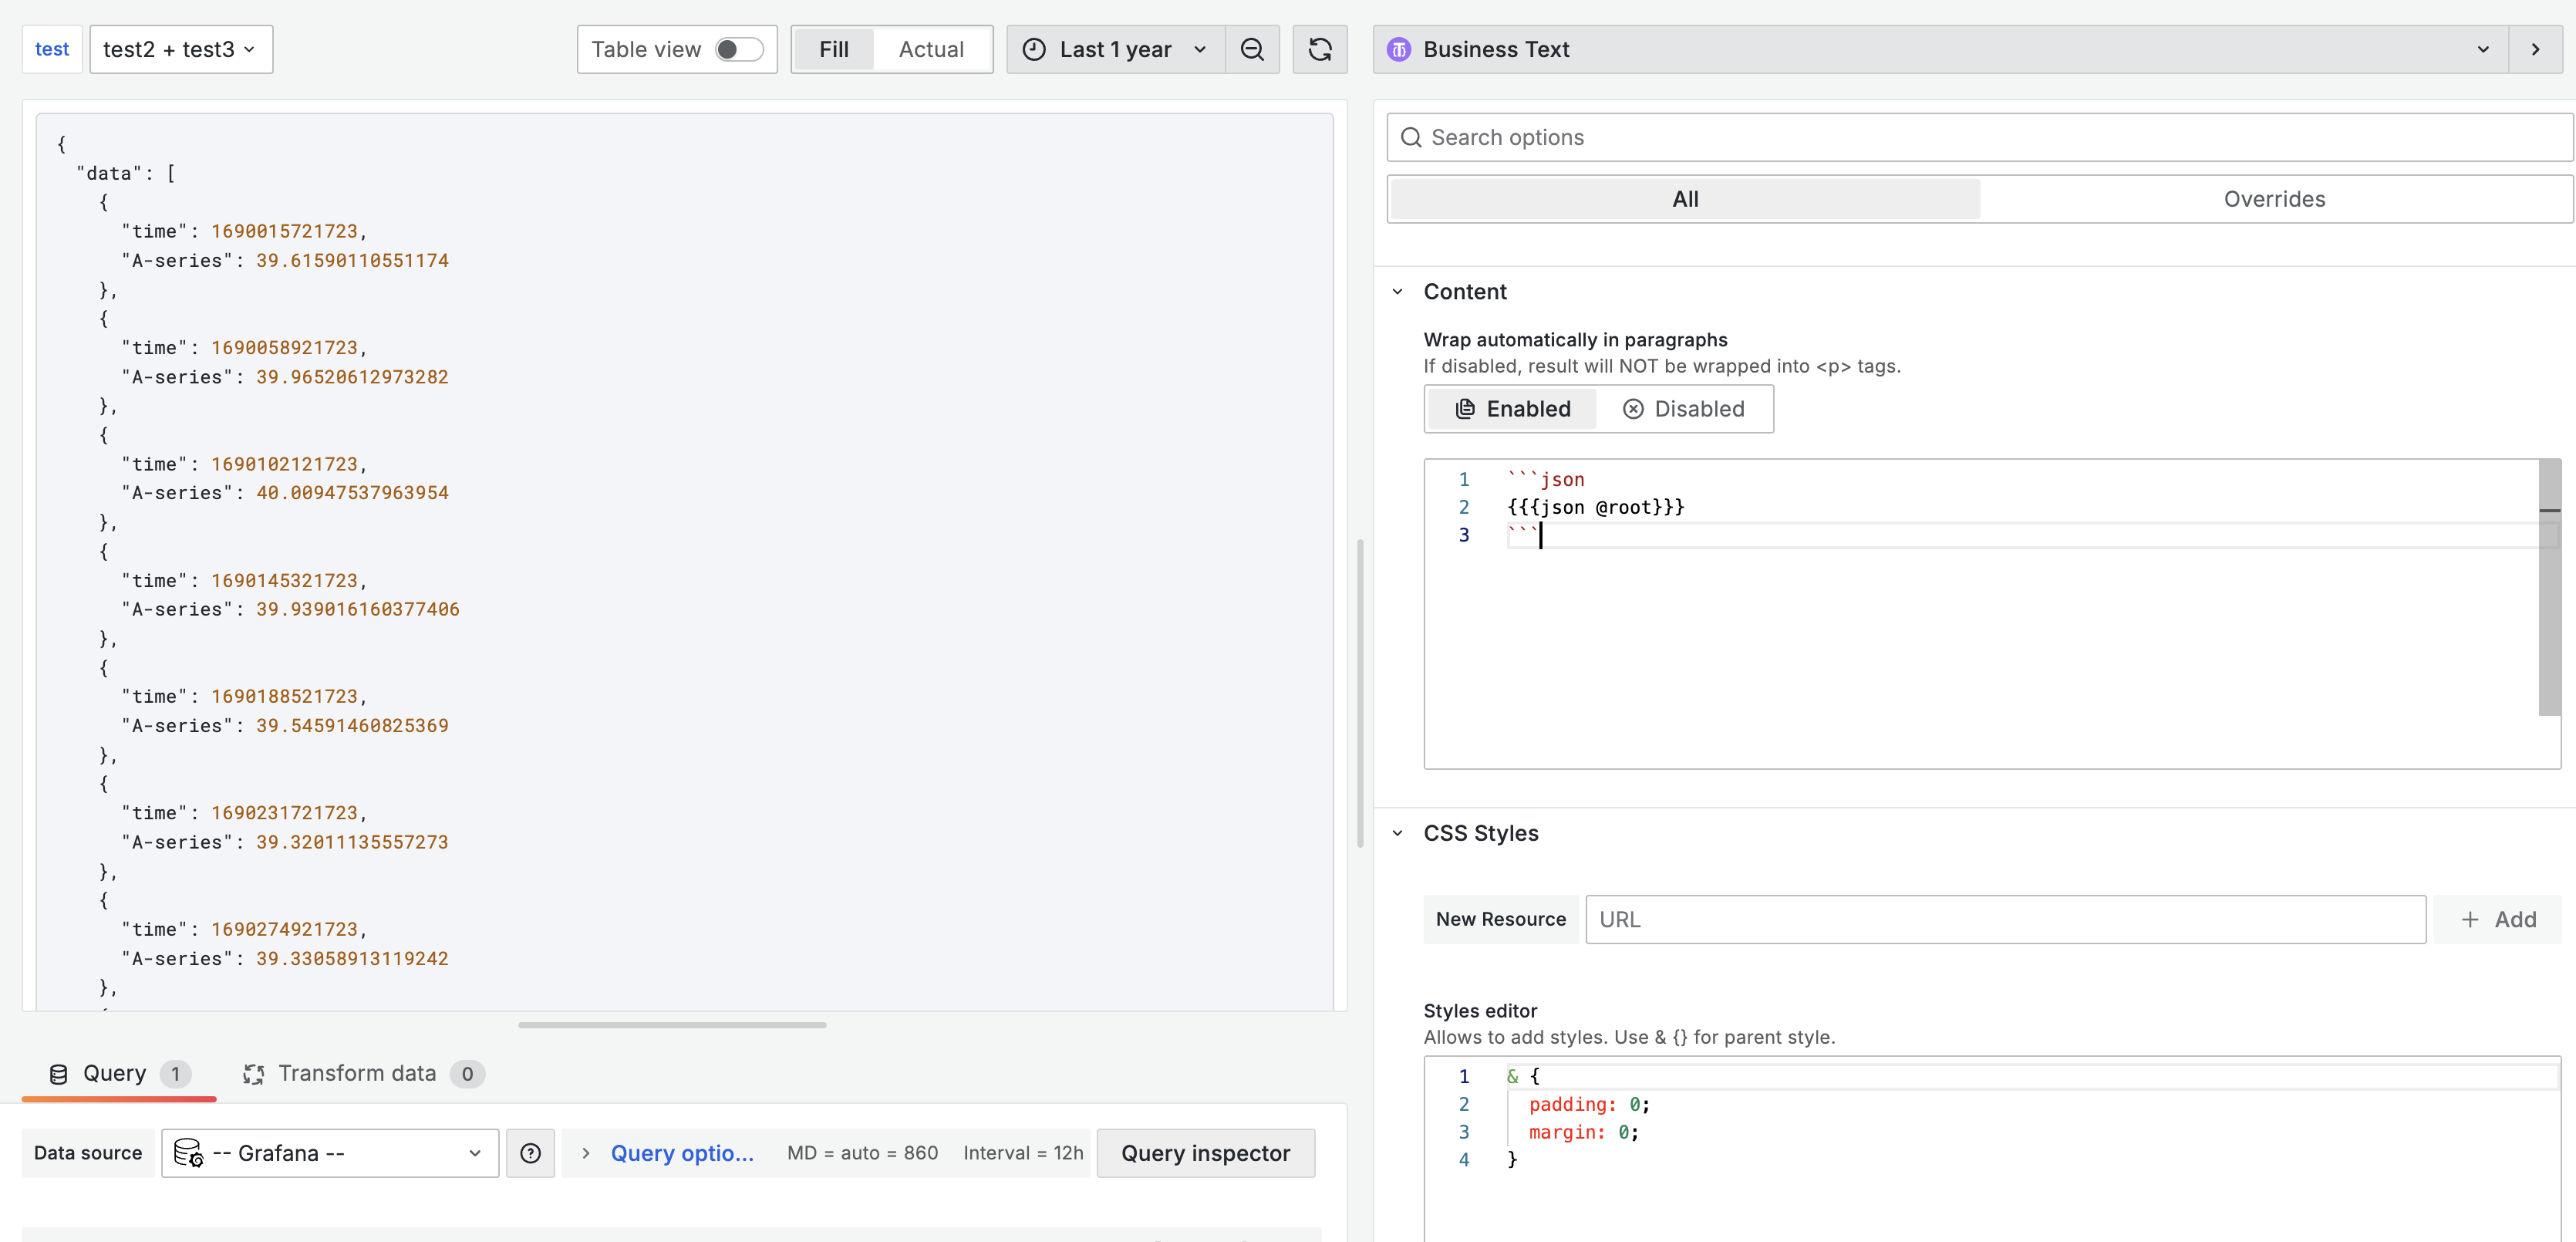 test
test2 + test3
Table view
Fill
Actual
Last 1 year
Business Text
{
"data": [
{
"time": 1690015721723,
"A-series": 39.61590110551174
},
{
"time": 1690058921723,
"A-series": 39.96520612973282
},
{
"time": 1690102121723,
"A-series": 40.00947537963954
},
{
"time": 1690145321723,
"A-series": 39.939016160377406
},
{
"time": 1690188521723,
"A-series": 39.54591460825369
},
{
"time": 1690231721723,
"A-series": 39.32011135557273
},
{
"time": 1690274921723,
"A-series": 39.33058913119242
},
Query 1
Transform data 0
Data source
-- Grafana --
Query optio...
MD = auto = 860
Interval = 12h
Query inspector
Search options
All
Overrides
Content
Wrap automatically in paragraphs
If disabled, result will NOT be wrapped into <p> tags.
Enabled
Disabled
1 ```json
2 {{{json @root}}}
3 ```
CSS Styles
New Resource
URL
+ Add
Styles editor
Allows to add styles. Use & {} for parent style.
1 & {
2 padding: 0;
3 margin: 0;
4 }